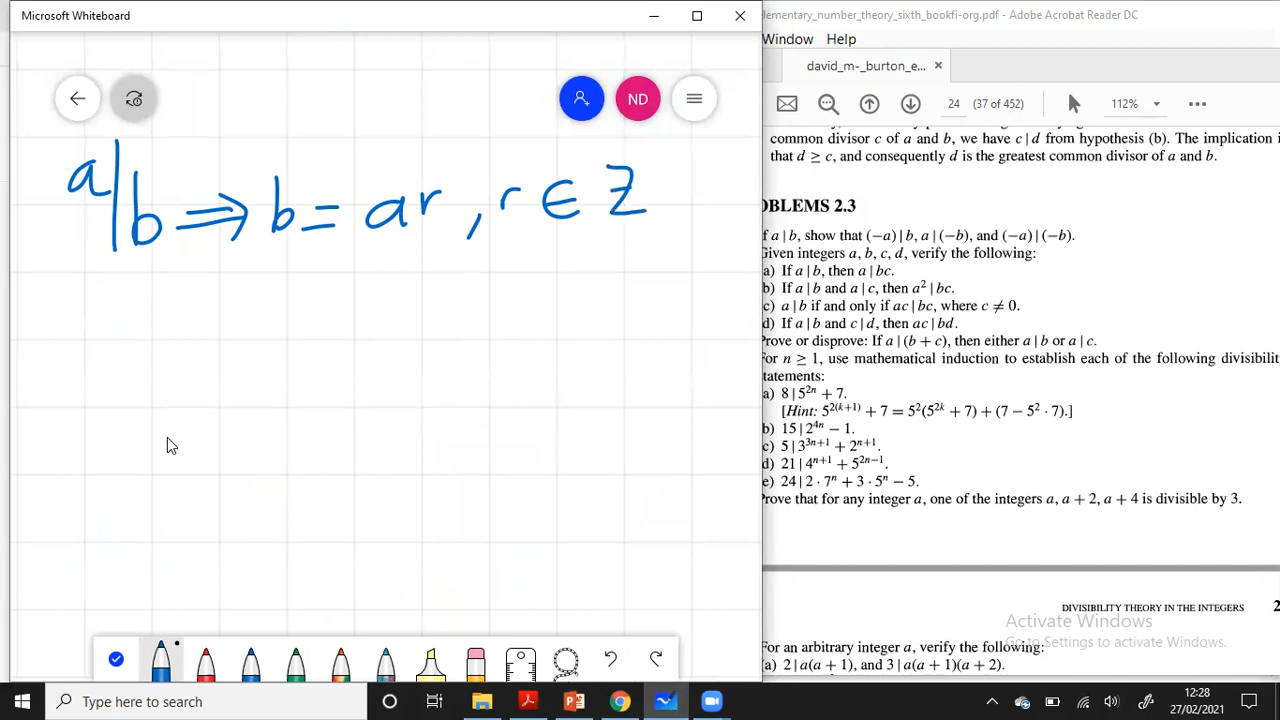 Microsoft Whiteboard
ND
a | b ⟹ b = ar , r ∈ Z
lementary_number_theory_sixth_bookfi-org.pdf - Adobe Acrobat Reader DC
Window Help
david_m-_burton_e...
24 (37 of 452)
112%
common divisor c of a and b, we have c | d from hypothesis (b). The implication i
that d ≥ c, and consequently d is the greatest common divisor of a and b.
OBLEMS 2.3
f a | b, show that (−a) | b, a | (−b), and (−a) | (−b).
Given integers a, b, c, d, verify the following:
a) If a | b, then a | bc.
b) If a | b and a | c, then a² | bc.
c) a | b if and only if ac | bc, where c ≠ 0.
d) If a | b and c | d, then ac | bd.
Prove or disprove: If a | (b + c), then either a | b or a | c.
For n ≥ 1, use mathematical induction to establish each of the following divisibility
tatements:
a) 8 | 5²ⁿ + 7.
[Hint: 5²⁽ᵏ⁺¹⁾ + 7 = 5²(5²ᵏ + 7) + (7 − 5² · 7).]
b) 15 | 2⁴ⁿ − 1.
c) 5 | 3³ⁿ⁺¹ + 2ⁿ⁺¹.
d) 21 | 4ⁿ⁺¹ + 5²ⁿ⁻¹.
e) 24 | 2 · 7ⁿ + 3 · 5ⁿ − 5.
Prove that for any integer a, one of the integers a, a + 2, a + 4 is divisible by 3.
DIVISIBILITY THEORY IN THE INTEGERS 2
Activate Windows
Go to Settings to activate Windows.
For an arbitrary integer a, verify the following:
(a) 2 | a(a + 1), and 3 | a(a + 1)(a + 2).
Type here to search
12:28
27/02/2021